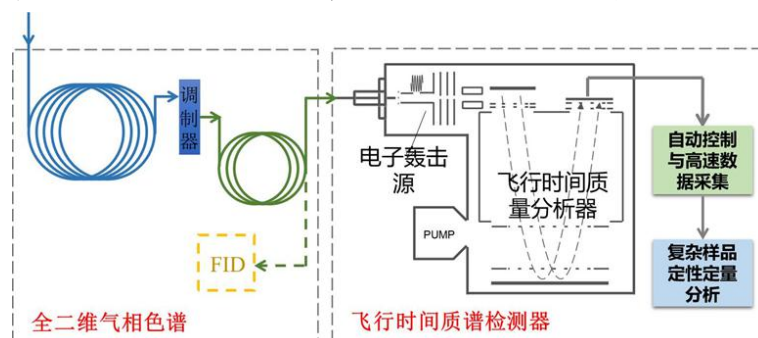 调
制
器
FID
全二维气相色谱
电子轰击
源
PUMP
飞行时间质
量分析器
飞行时间质谱检测器
自动控制
与高速数
据采集
复杂样品
定性定量
分析